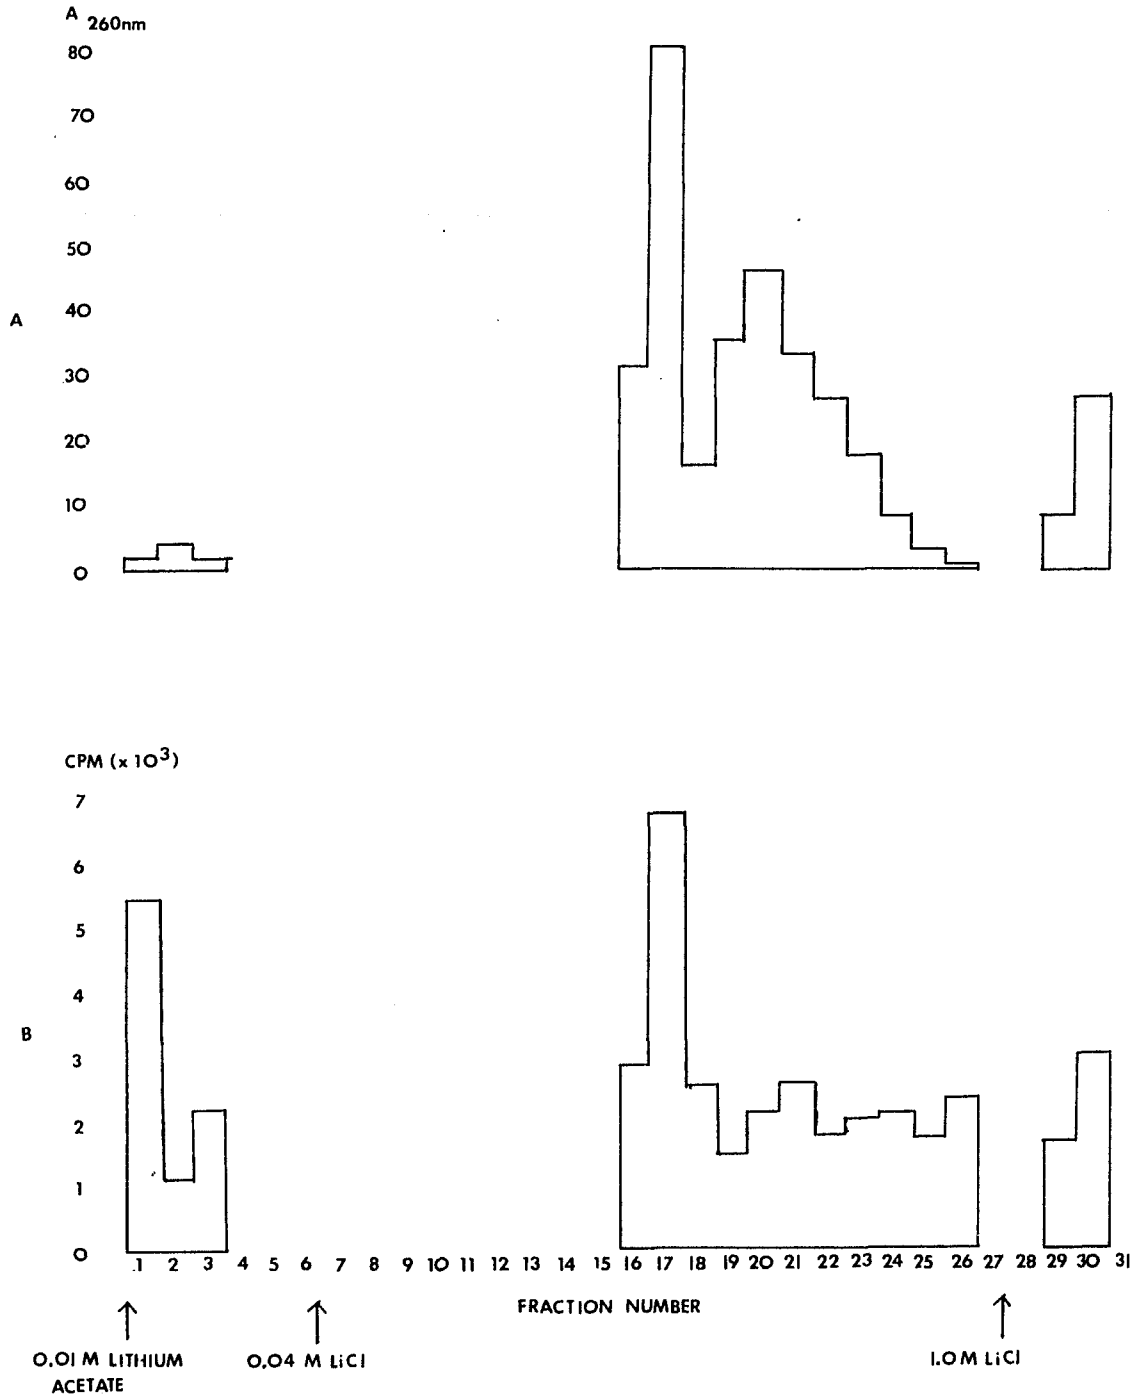 A 260nm
80
70
60
50
40
A
30
20
10
0
CPM (x 10³)
7
6
5
4
B
3
2
1
0
1 2 3 4 5 6 7 8 9 10 11 12 13 14 15 16 17 18 19 20 21 22 23 24 25 26 27 28 29 30 31
FRACTION NUMBER
0.01 M LITHIUM
ACETATE
0.04 M LiCl
1.0 M LiCl